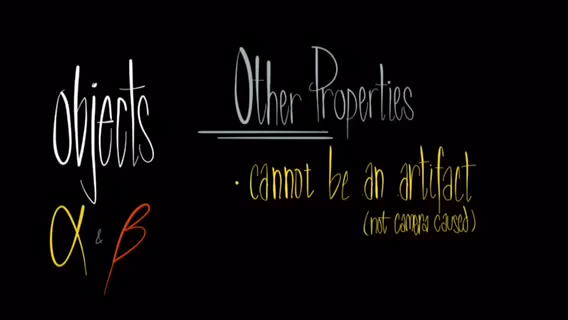 objects
α & β
Other Properties
• cannot be an artifact
(not camera caused)